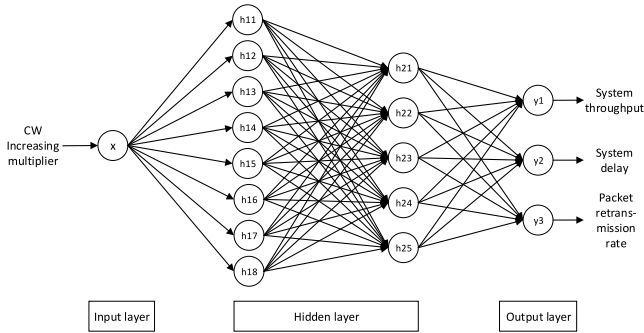 CW
Increasing
multiplier
x
h11
h12
h13
h14
h15
h16
h17
h18
h21
h22
h23
h24
h25
y1
y2
y3
System
throughput
System
delay
Packet
retrans-
mission
rate
Input layer
Hidden layer
Output layer